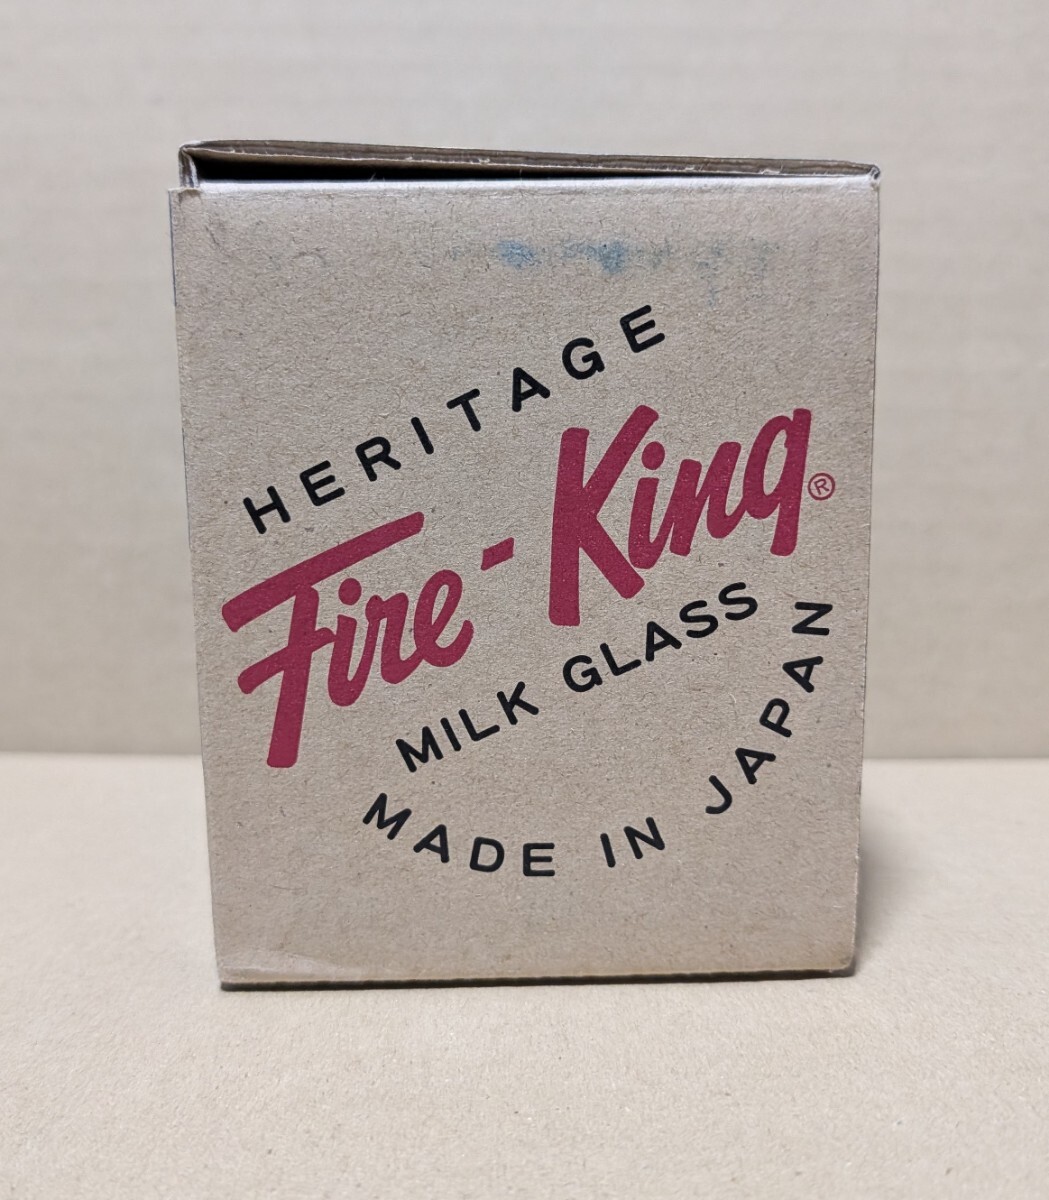 HERITAGE
Fire-King®
MILK GLASS
MADE IN JAPAN